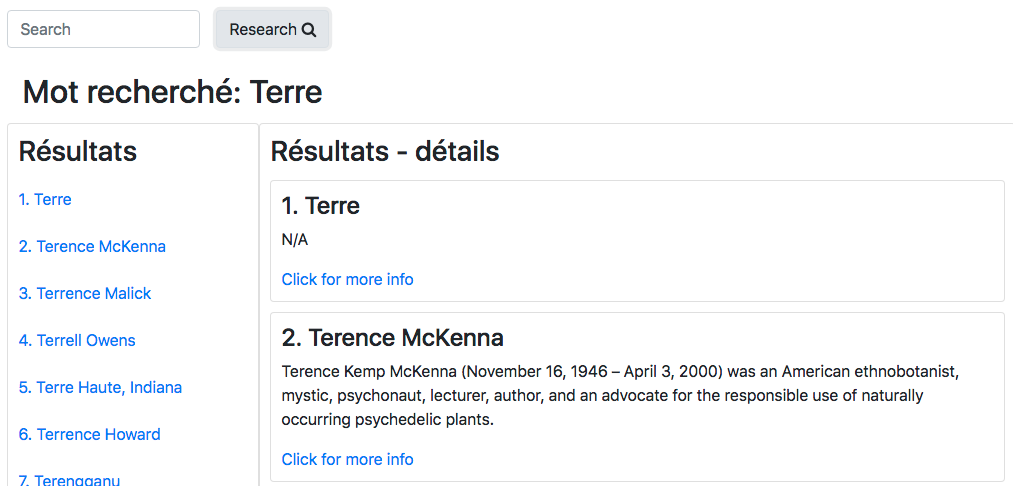 Search
Research
Mot recherché: Terre
Résultats
1. Terre
2. Terence McKenna
3. Terrence Malick
4. Terrell Owens
5. Terre Haute, Indiana
6. Terrence Howard
7. Terengganu
Résultats - détails
1. Terre
N/A
Click for more info
2. Terence McKenna
Terence Kemp McKenna (November 16, 1946 – April 3, 2000) was an American ethnobotanist,
mystic, psychonaut, lecturer, author, and an advocate for the responsible use of naturally
occurring psychedelic plants.
Click for more info